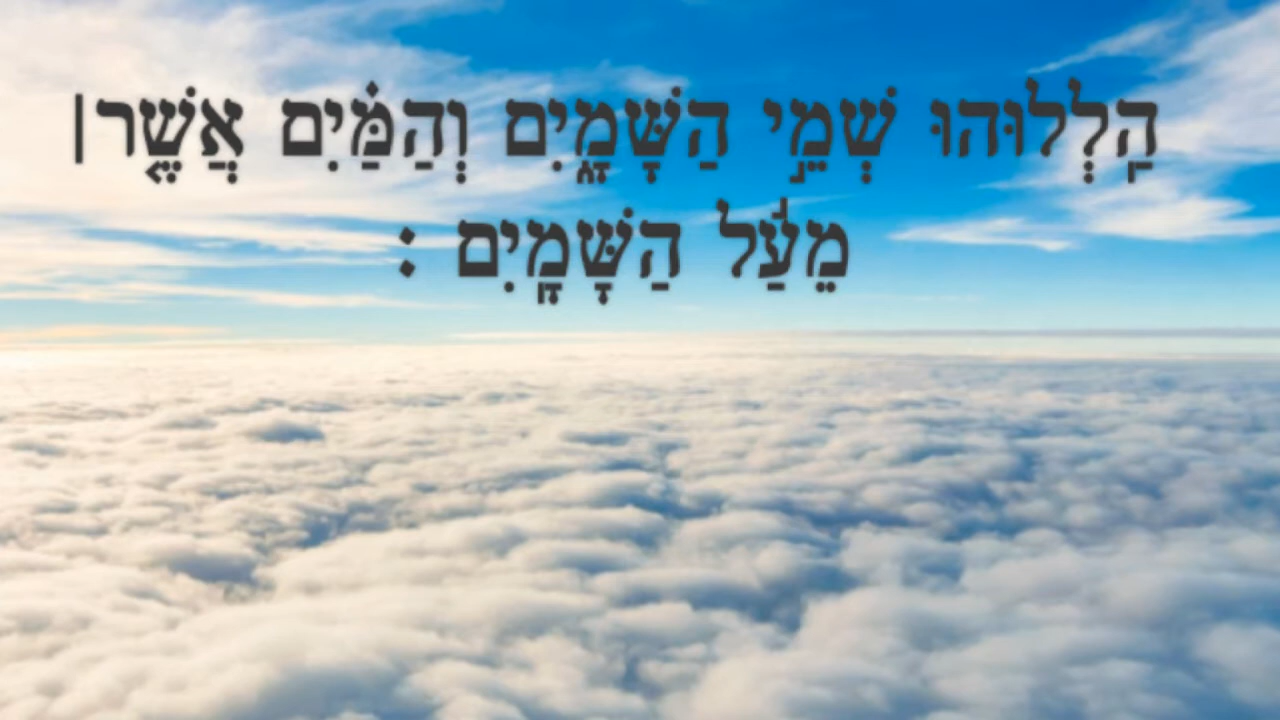 הַֽלְלוּהוּ שְׁמֵ֣י הַשָּׁמָ֑יִם וְהַמַּ֗יִם אֲשֶׁ֤ר ׀
מֵעַ֬ל הַשָּׁמָֽיִם ׃